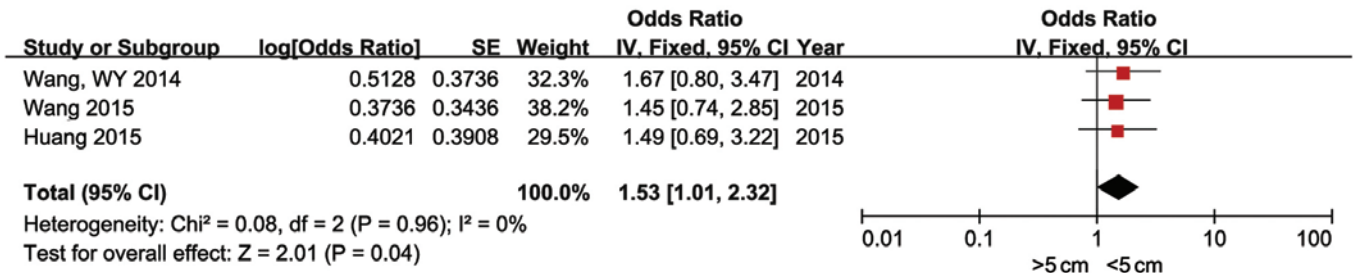 Odds Ratio Odds Ratio
Study or Subgroup log[Odds Ratio] SE Weight IV, Fixed, 95% CI Year IV, Fixed, 95% CI
Wang, WY 2014 0.5128 0.3736 32.3% 1.67 [0.80, 3.47] 2014
Wang 2015 0.3736 0.3436 38.2% 1.45 [0.74, 2.85] 2015
Huang 2015 0.4021 0.3908 29.5% 1.49 [0.69, 3.22] 2015
Total (95% CI) 100.0% 1.53 [1.01, 2.32]
Heterogeneity: Chi² = 0.08, df = 2 (P = 0.96); I² = 0%
Test for overall effect: Z = 2.01 (P = 0.04)
0.01 0.1 1 10 100
>5 cm <5 cm